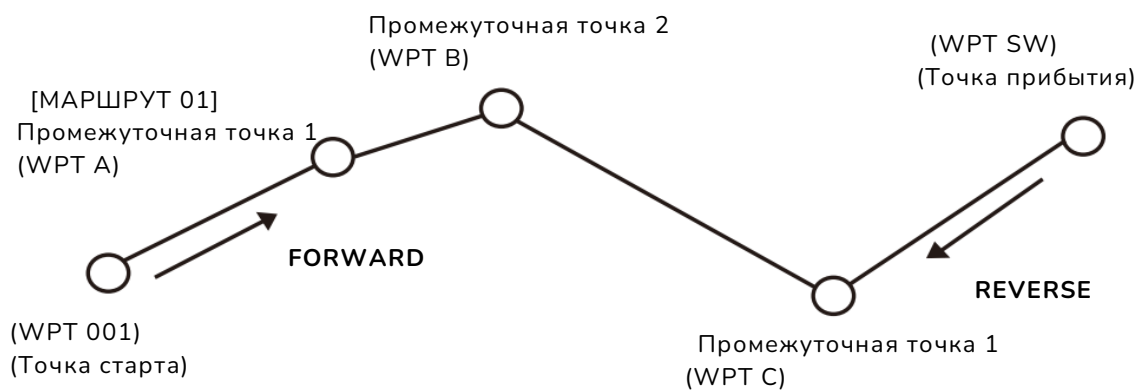 Промежуточная точка 2
(WPT B)
(WPT SW)
(Точка прибытия)
[МАРШРУТ 01]
Промежуточная точка 1
(WPT A)
FORWARD
REVERSE
(WPT 001)
(Точка старта)
Промежуточная точка 1
(WPT C)